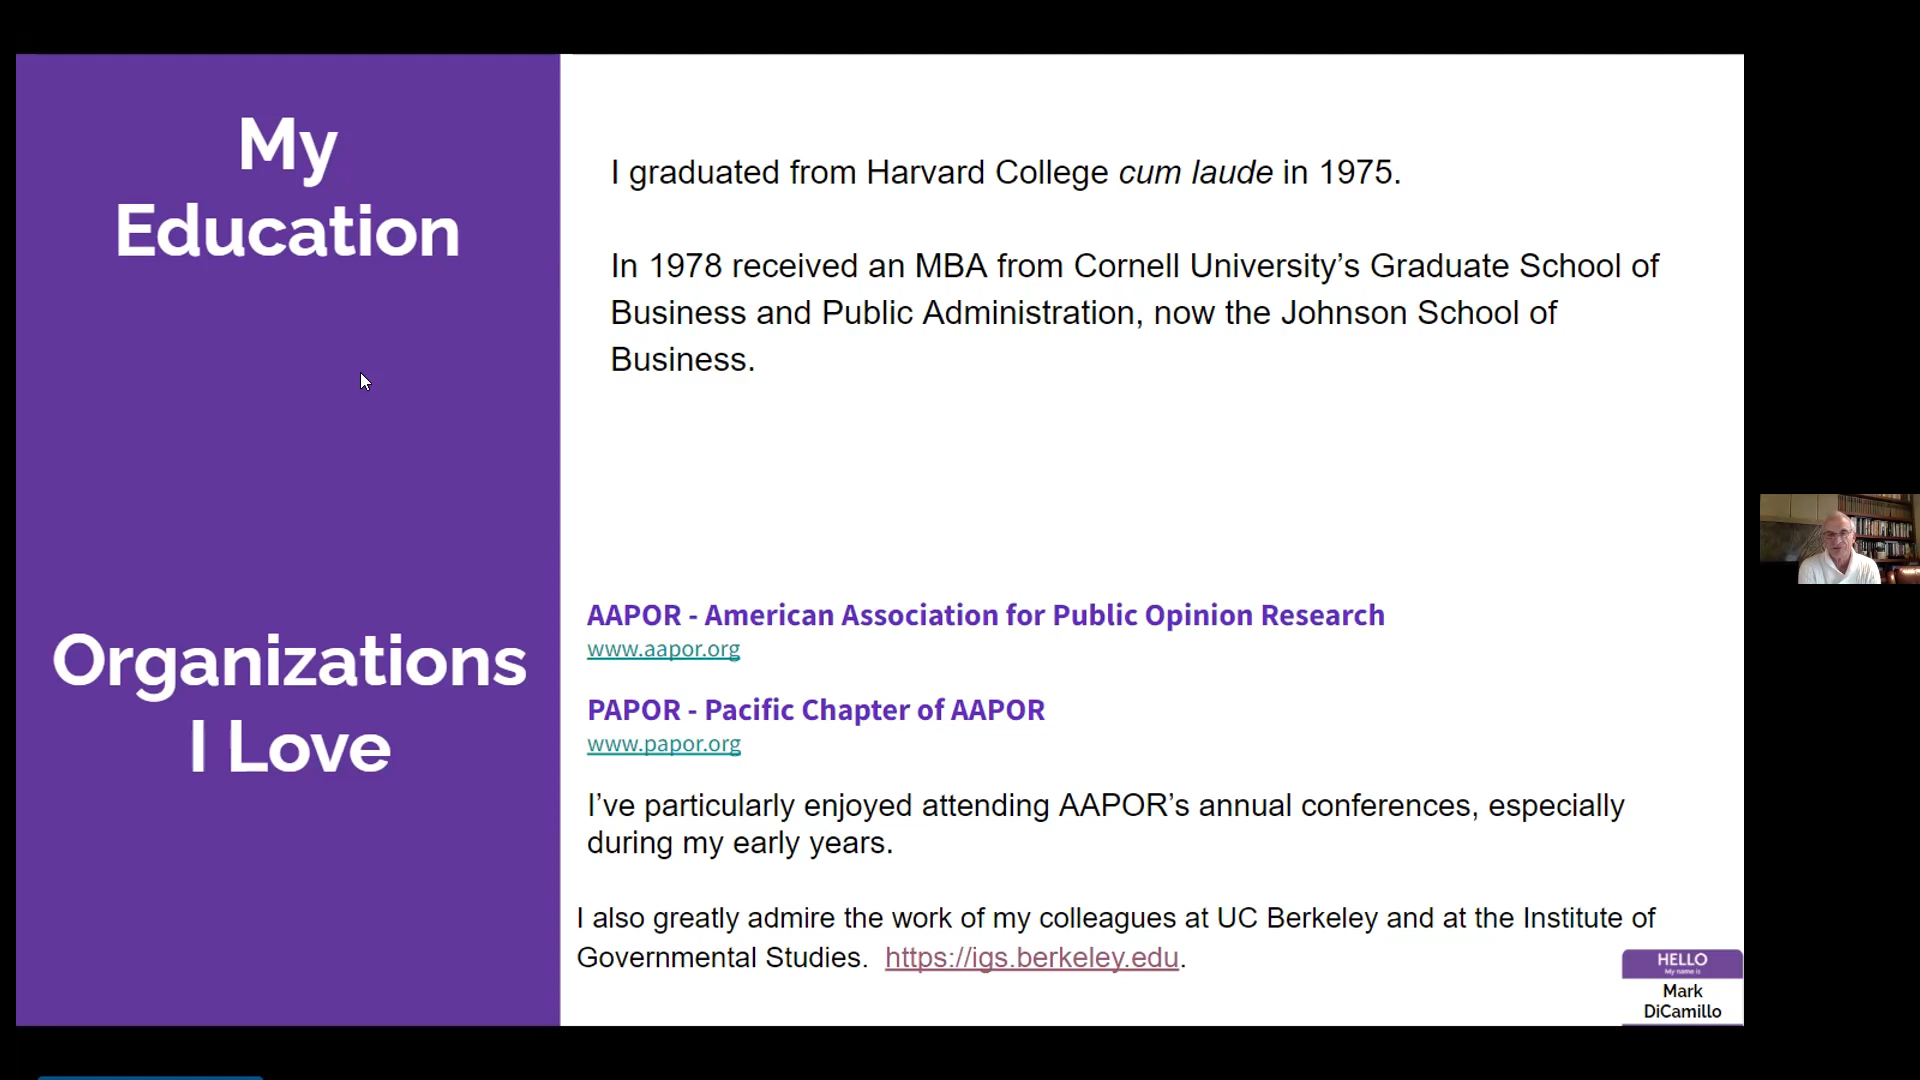 My
Education
I graduated from Harvard College cum laude in 1975.
In 1978 received an MBA from Cornell University’s Graduate School of
Business and Public Administration, now the Johnson School of
Business.
Organizations
I Love
AAPOR - American Association for Public Opinion Research
www.aapor.org
PAPOR - Pacific Chapter of AAPOR
www.papor.org
I’ve particularly enjoyed attending AAPOR’s annual conferences, especially
during my early years.
I also greatly admire the work of my colleagues at UC Berkeley and at the Institute of
Governmental Studies.  https://igs.berkeley.edu.
HELLO
My name is
Mark
DiCamillo